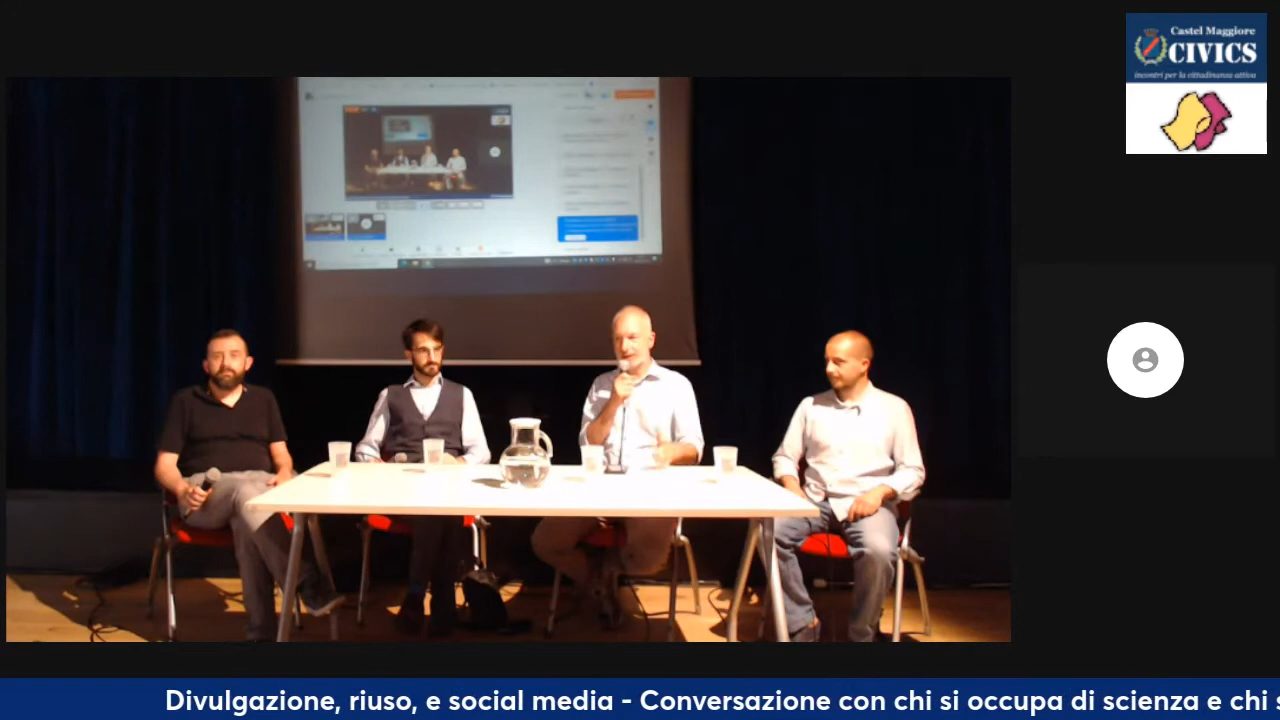 Castel Maggiore
CIVICS
incontri per la cittadinanza attiva
Divulgazione, riuso, e social media - Conversazione con chi si occupa di scienza e chi s